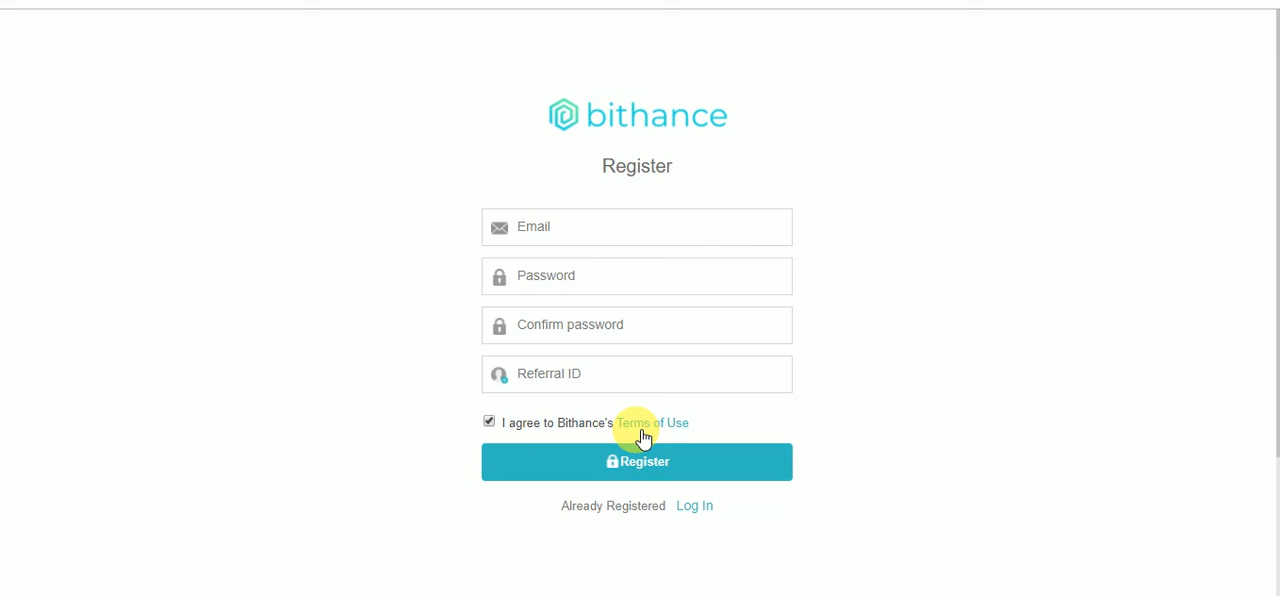 bithance
Register
Email
Password
Confirm password
Referral ID
I agree to Bithance's Terms of Use
Register
Already Registered Log In